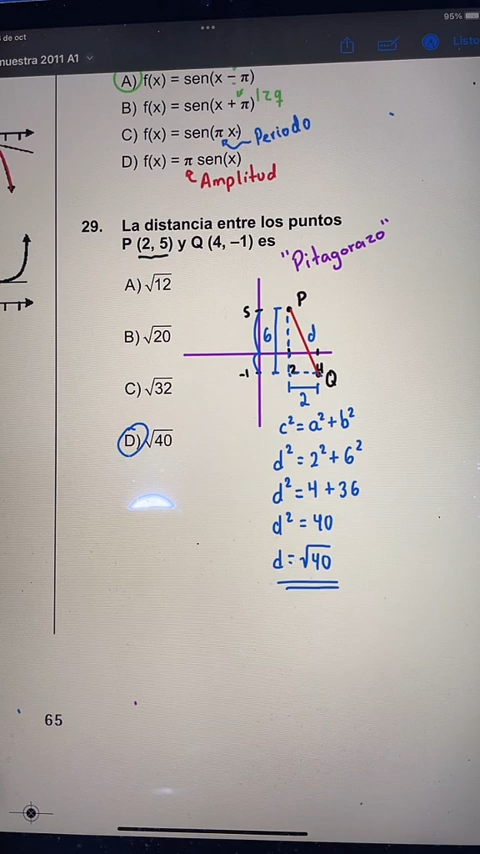 95%
de oct
Listo
muestra 2011 A1
A) f(x) = sen(x − π)
B) f(x) = sen(x + π) Izq
C) f(x) = sen(π x) Periodo
D) f(x) = π sen(x)
Amplitud
29. La distancia entre los puntos
P (2, 5) y Q (4, −1) es
"Pitagorazo"
A) √12
B) √20
C) √32
D) √40
P
5
6
d
2
4
-1
Q
2
c² = a² + b²
d² = 2² + 6²
d² = 4 + 36
d² = 40
d = √40
65